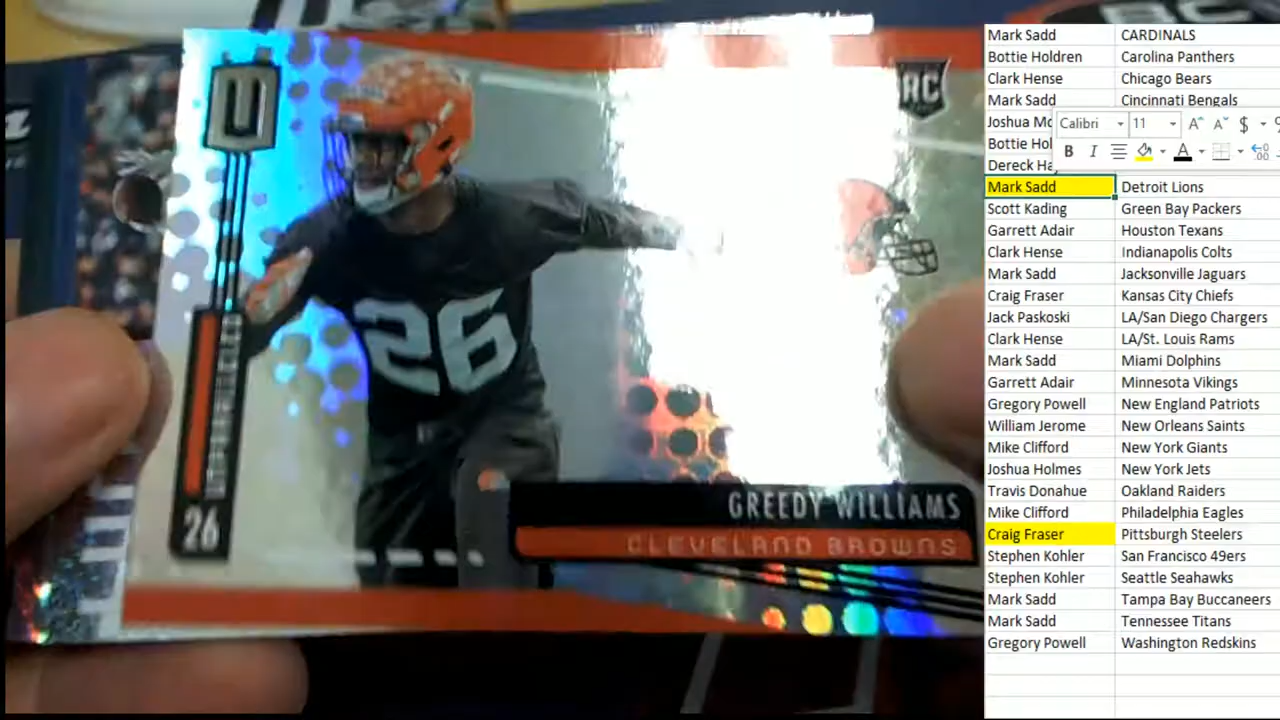 U
RC
26
UNPARALLELED
26
GREEDY WILLIAMS
CLEVELAND BROWNS
Mark Sadd CARDINALS
Bottie Holdren Carolina Panthers
Clark Hense Chicago Bears
Mark Sadd Cincinnati Bengals
Joshua
Calibri 11 $
Bottie
Dereck
B I A
Mark Sadd Detroit Lions
Scott Kading Green Bay Packers
Garrett Adair Houston Texans
Clark Hense Indianapolis Colts
Mark Sadd Jacksonville Jaguars
Craig Fraser Kansas City Chiefs
Jack Paskoski LA/San Diego Chargers
Clark Hense LA/St. Louis Rams
Mark Sadd Miami Dolphins
Garrett Adair Minnesota Vikings
Gregory Powell New England Patriots
William Jerome New Orleans Saints
Mike Clifford New York Giants
Joshua Holmes New York Jets
Travis Donahue Oakland Raiders
Mike Clifford Philadelphia Eagles
Craig Fraser Pittsburgh Steelers
Stephen Kohler San Francisco 49ers
Stephen Kohler Seattle Seahawks
Mark Sadd Tampa Bay Buccaneers
Mark Sadd Tennessee Titans
Gregory Powell Washington Redskins